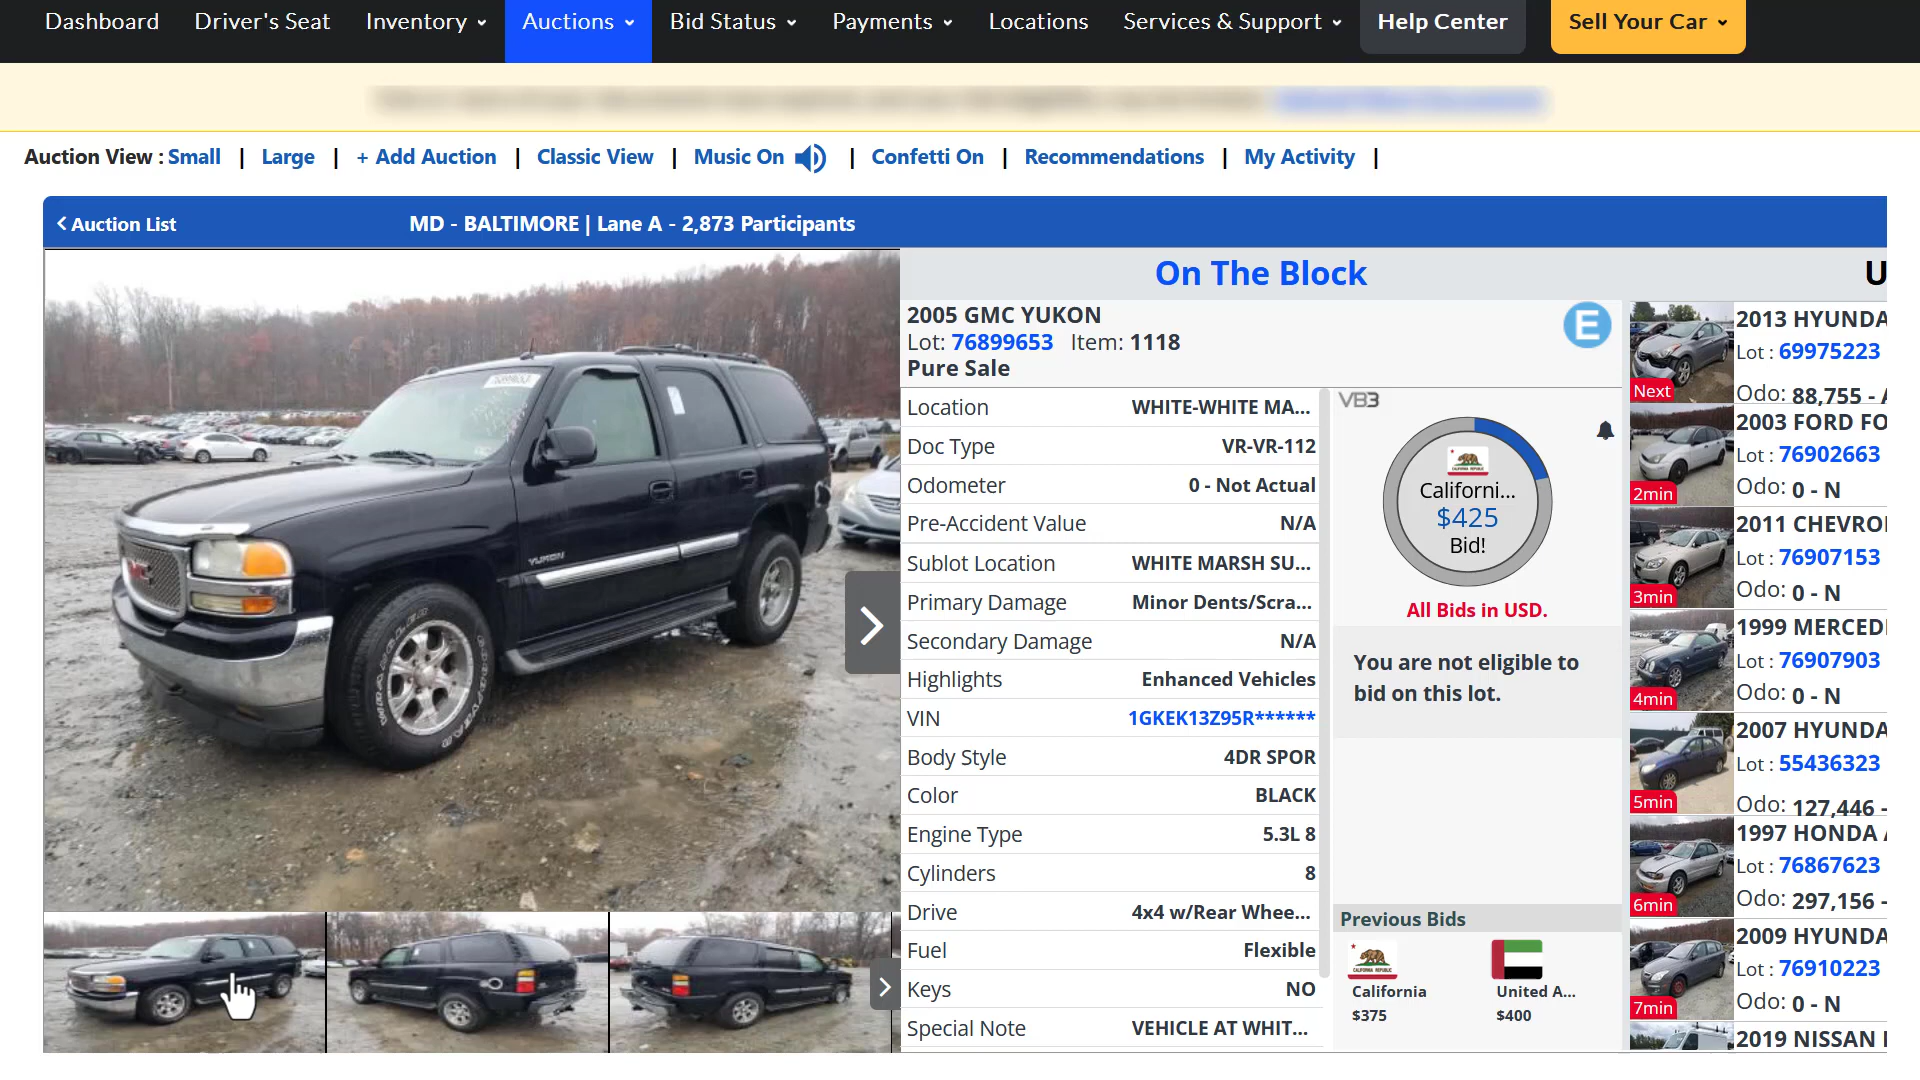 Dashboard
Driver's Seat
Inventory
Auctions
Bid Status
Payments
Locations
Services & Support
Help Center
Sell Your Car
Auction View : Small | Large | + Add Auction | Classic View | Music On | Confetti On | Recommendations | My Activity |
Auction List
MD - BALTIMORE | Lane A - 2,873 Participants
On The Block
U
2005 GMC YUKON
Lot: 76899653 Item: 1118
Pure Sale
E
Location WHITE-WHITE MA...
Doc Type VR-VR-112
Odometer 0 - Not Actual
Pre-Accident Value N/A
Sublot Location WHITE MARSH SU...
Primary Damage Minor Dents/Scra...
Secondary Damage N/A
Highlights Enhanced Vehicles
VIN 1GKEK13Z95R******
Body Style 4DR SPOR
Color BLACK
Engine Type 5.3L 8
Cylinders 8
Drive 4x4 w/Rear Whee...
Fuel Flexible
Keys NO
Special Note VEHICLE AT WHIT...
VB3
CALIFORNIA REPUBLIC
Californi...
$425
Bid!
All Bids in USD.
You are not eligible to
bid on this lot.
Previous Bids
CALIFORNIA REPUBLIC
California
$375
United A...
$400
2013 HYUNDA
Lot : 69975223
Next
Odo: 88,755 - A
2003 FORD FO
Lot : 76902663
2min
Odo: 0 - N
2011 CHEVROI
Lot : 76907153
3min
Odo: 0 - N
1999 MERCEDI
Lot : 76907903
4min
Odo: 0 - N
2007 HYUNDA
Lot : 55436323
5min
Odo: 127,446 -
1997 HONDA A
Lot : 76867623
6min
Odo: 297,156 -
2009 HYUNDA
Lot : 76910223
7min
Odo: 0 - N
2019 NISSAN
YUKON
GMC